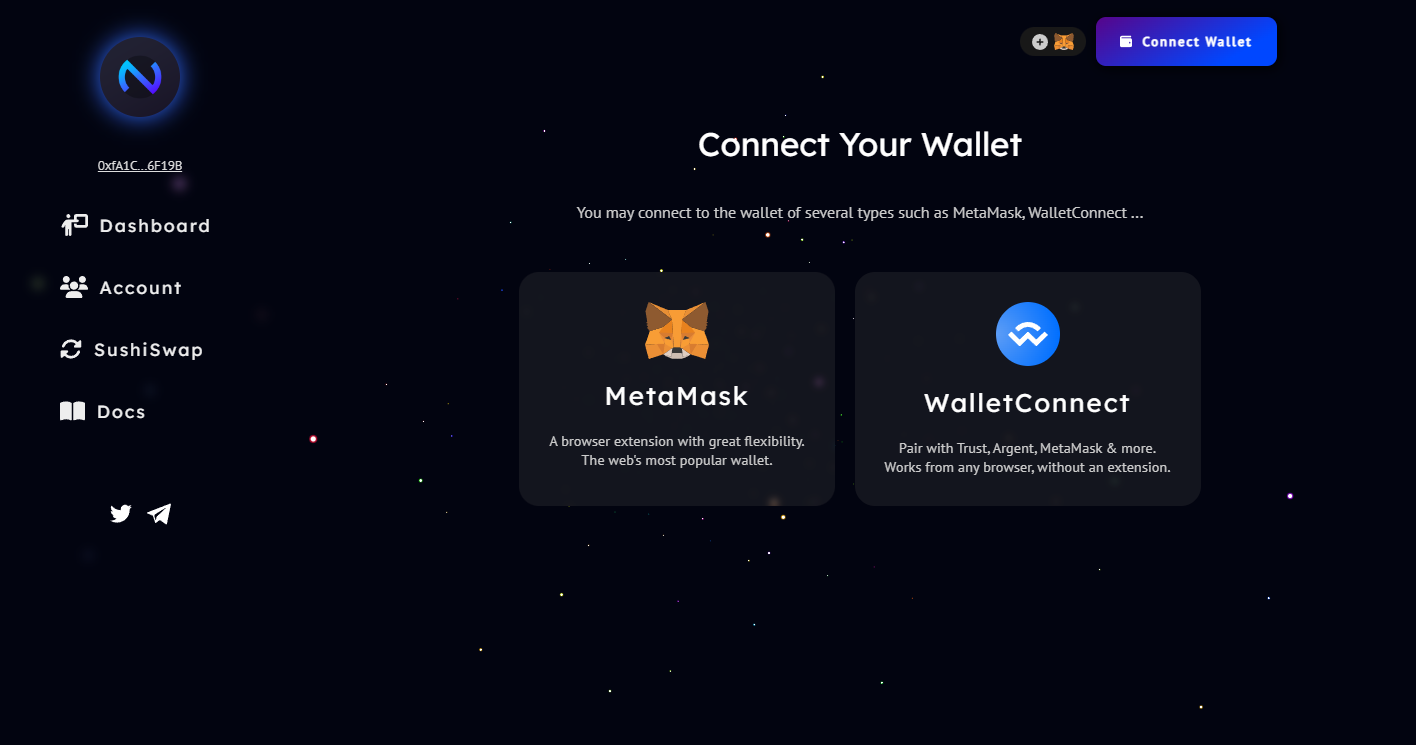 Connect Wallet
0xfA1C...6F19B
Dashboard
Account
SushiSwap
Docs
Connect Your Wallet
You may connect to the wallet of several types such as MetaMask, WalletConnect ...
MetaMask
A browser extension with great flexibility.
The web's most popular wallet.
WalletConnect
Pair with Trust, Argent, MetaMask & more.
Works from any browser, without an extension.